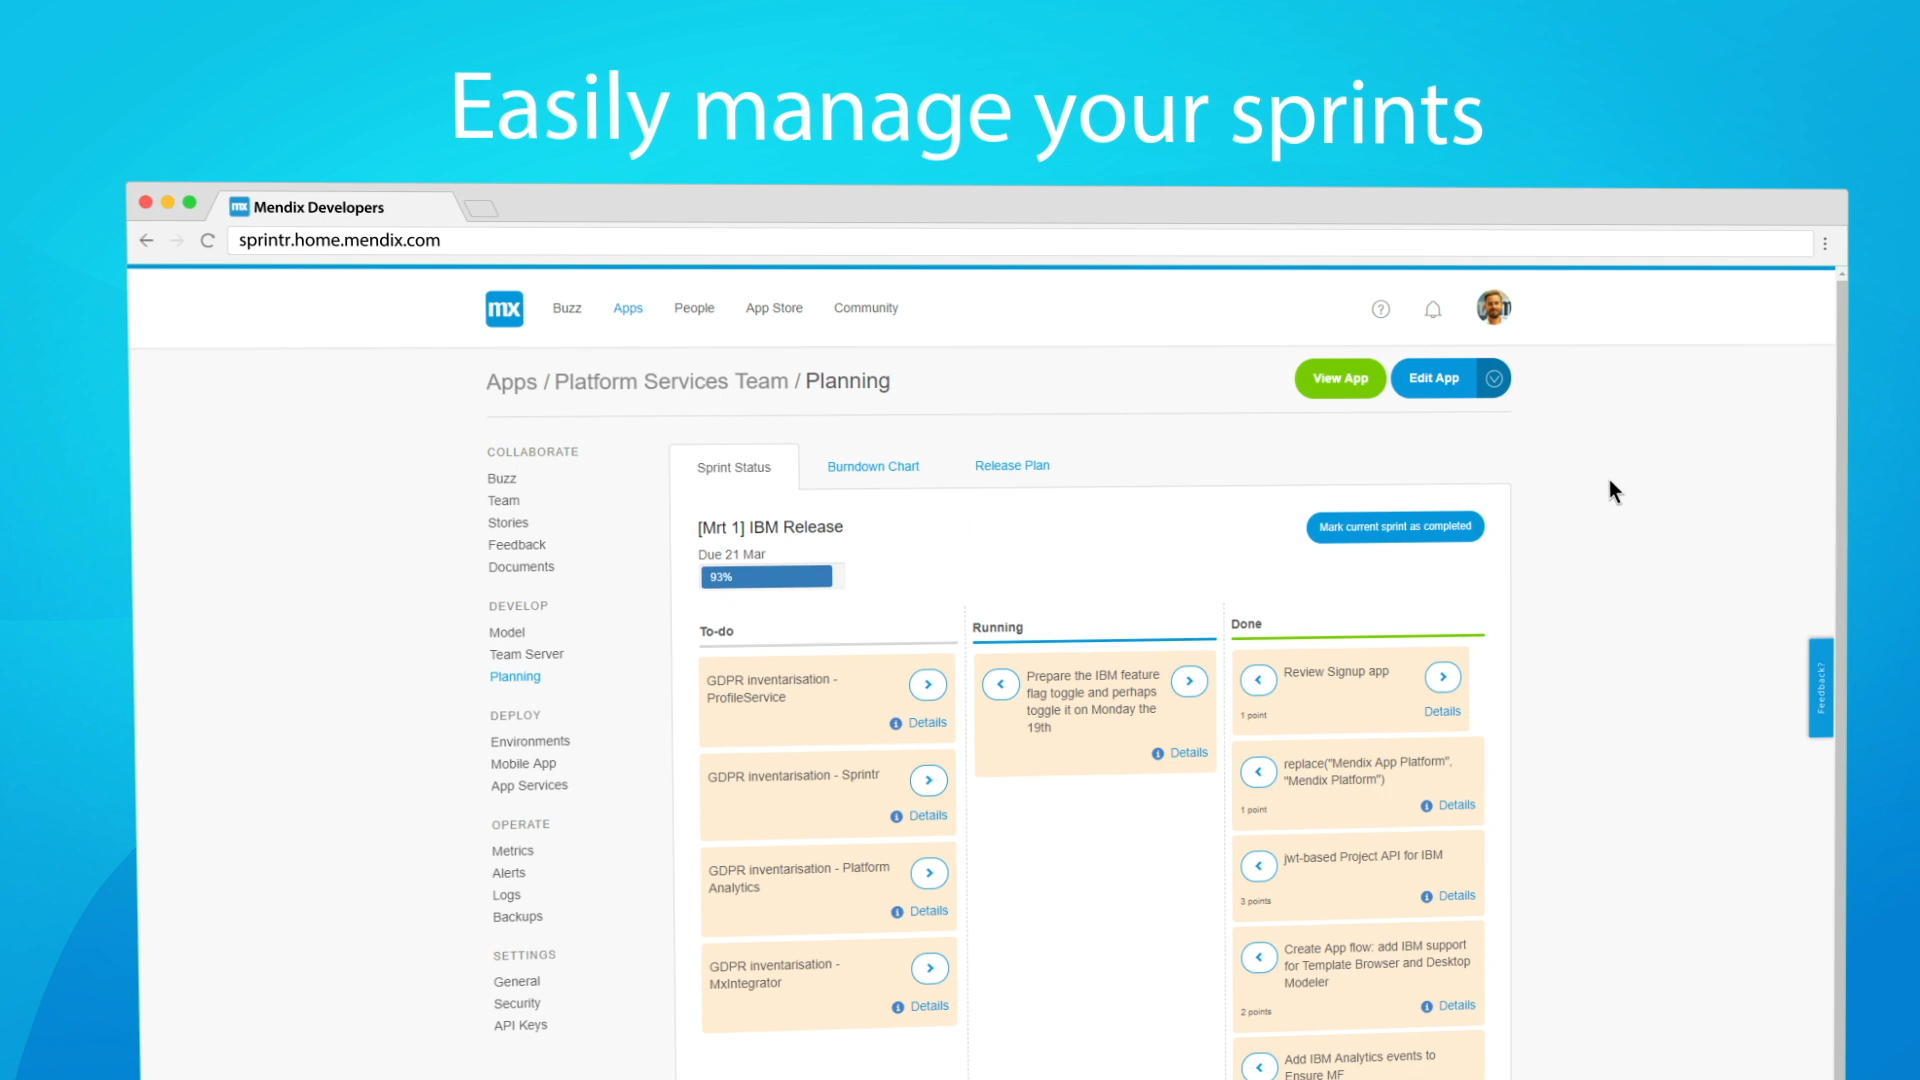 Easily manage your sprints
mx Mendix Developers
sprintr.home.mendix.com
mx Buzz Apps People App Store Community
Apps / Platform Services Team / Planning
View App
Edit App
COLLABORATE
Buzz
Team
Stories
Feedback
Documents
DEVELOP
Model
Team Server
Planning
DEPLOY
Environments
Mobile App
App Services
OPERATE
Metrics
Alerts
Logs
Backups
SETTINGS
General
Security
API Keys
Sprint Status
Burndown Chart
Release Plan
[Mrt 1] IBM Release
Due 21 Mar
93%
Mark current sprint as completed
To-do
GDPR inventarisation -
ProfileService
Details
GDPR inventarisation - Sprintr
Details
GDPR inventarisation - Platform
Analytics
Details
GDPR inventarisation -
MxIntegrator
Details
Running
Prepare the IBM feature
flag toggle and perhaps
toggle it on Monday the
19th
Details
Done
Review Signup app
1 point
Details
replace("Mendix App Platform",
"Mendix Platform")
1 point
Details
jwt-based Project API for IBM
3 points
Details
Create App flow: add IBM support
for Template Browser and Desktop
Modeler
2 points
Details
Add IBM Analytics events to
Ensure MF
Feedback?